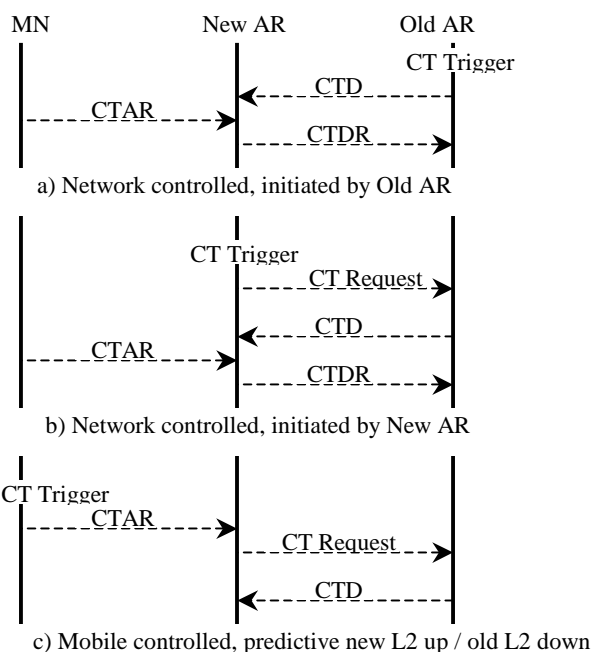 MN New AR Old AR
CT Trigger
CTD
CTAR
CTDR
a) Network controlled, initiated by Old AR
CT Trigger
CT Request
CTD
CTAR
CTDR
b) Network controlled, initiated by New AR
CT Trigger
CTAR
CT Request
CTD
c) Mobile controlled, predictive new L2 up / old L2 down